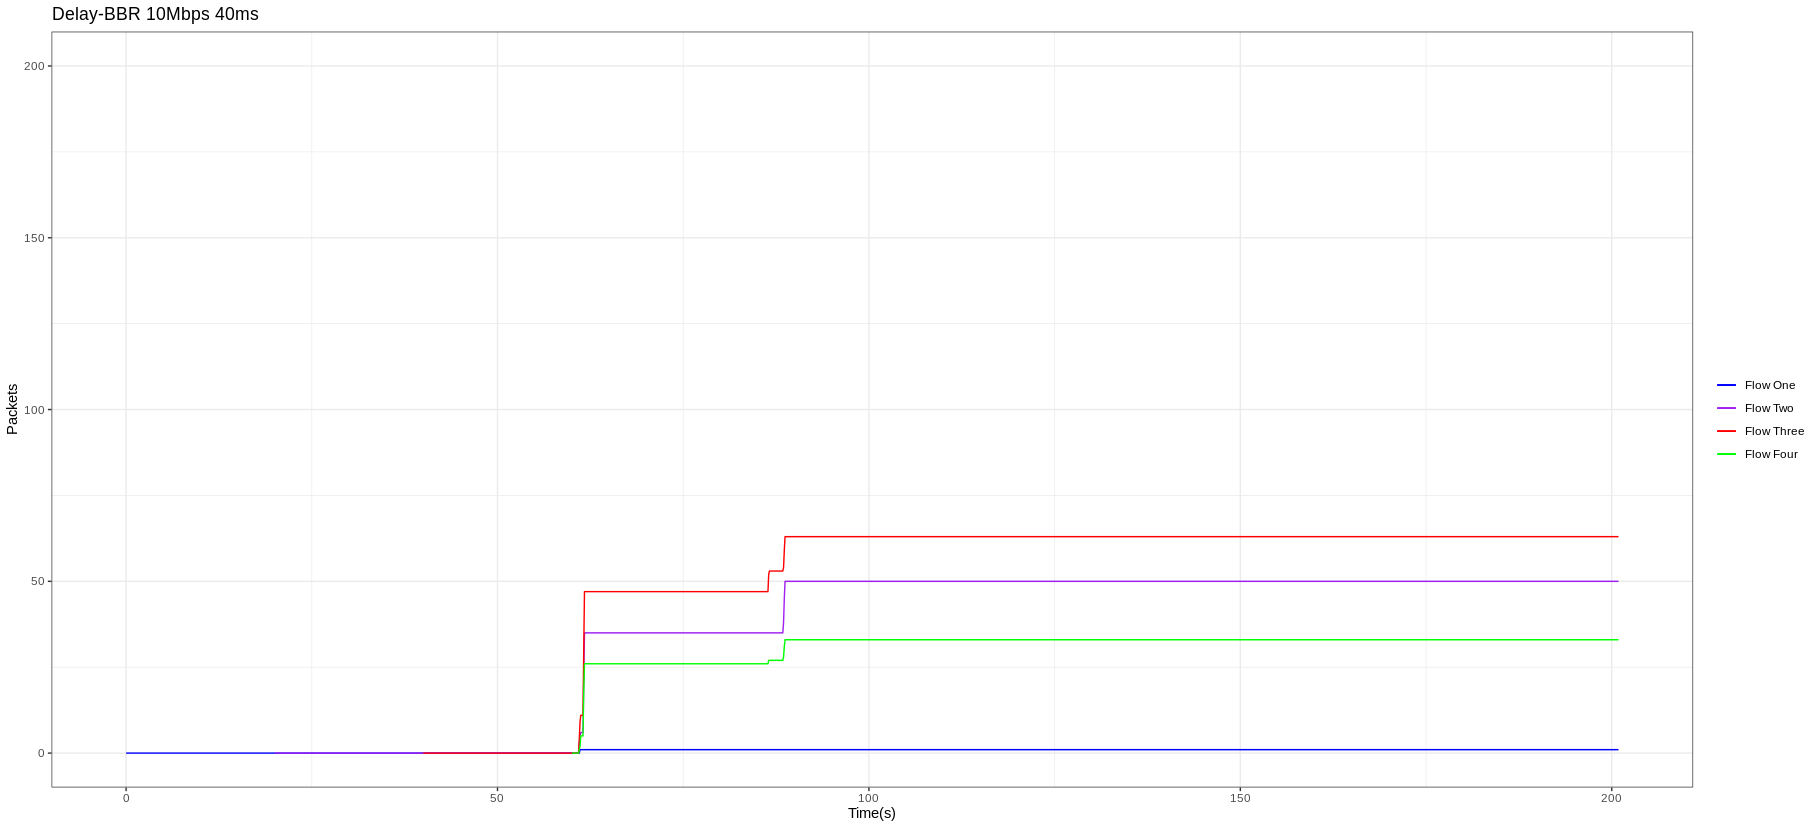 Delay-BBR 10Mbps 40ms
200
150
100
50
0
Packets
0 50 100 150 200
Time(s)
Flow One
Flow Two
Flow Three
Flow Four